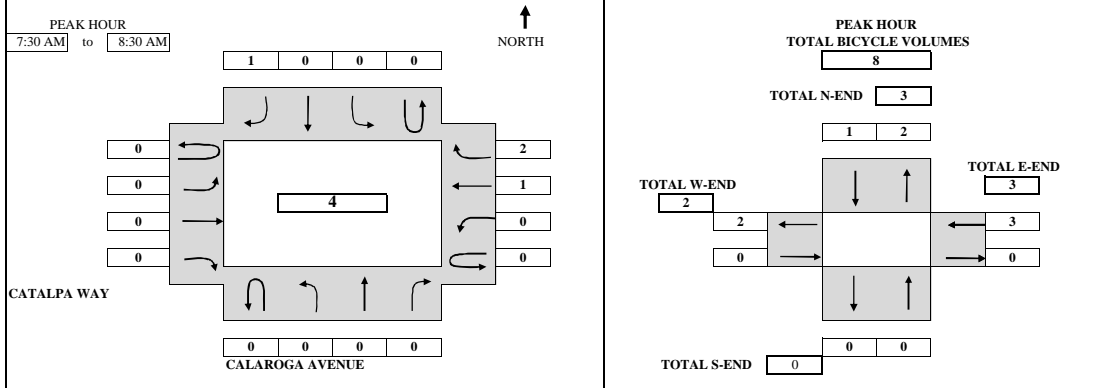 PEAK HOUR
7:30 AM to 8:30 AM
NORTH
1 0 0 0
0 2
0 1
4
0 0
0 0
CATALPA WAY
0 0 0 0
CALAROGA AVENUE
PEAK HOUR
TOTAL BICYCLE VOLUMES
8
TOTAL N-END 3
1 2
TOTAL E-END
3
TOTAL W-END
2
2 3
0 0
0 0
TOTAL S-END 0